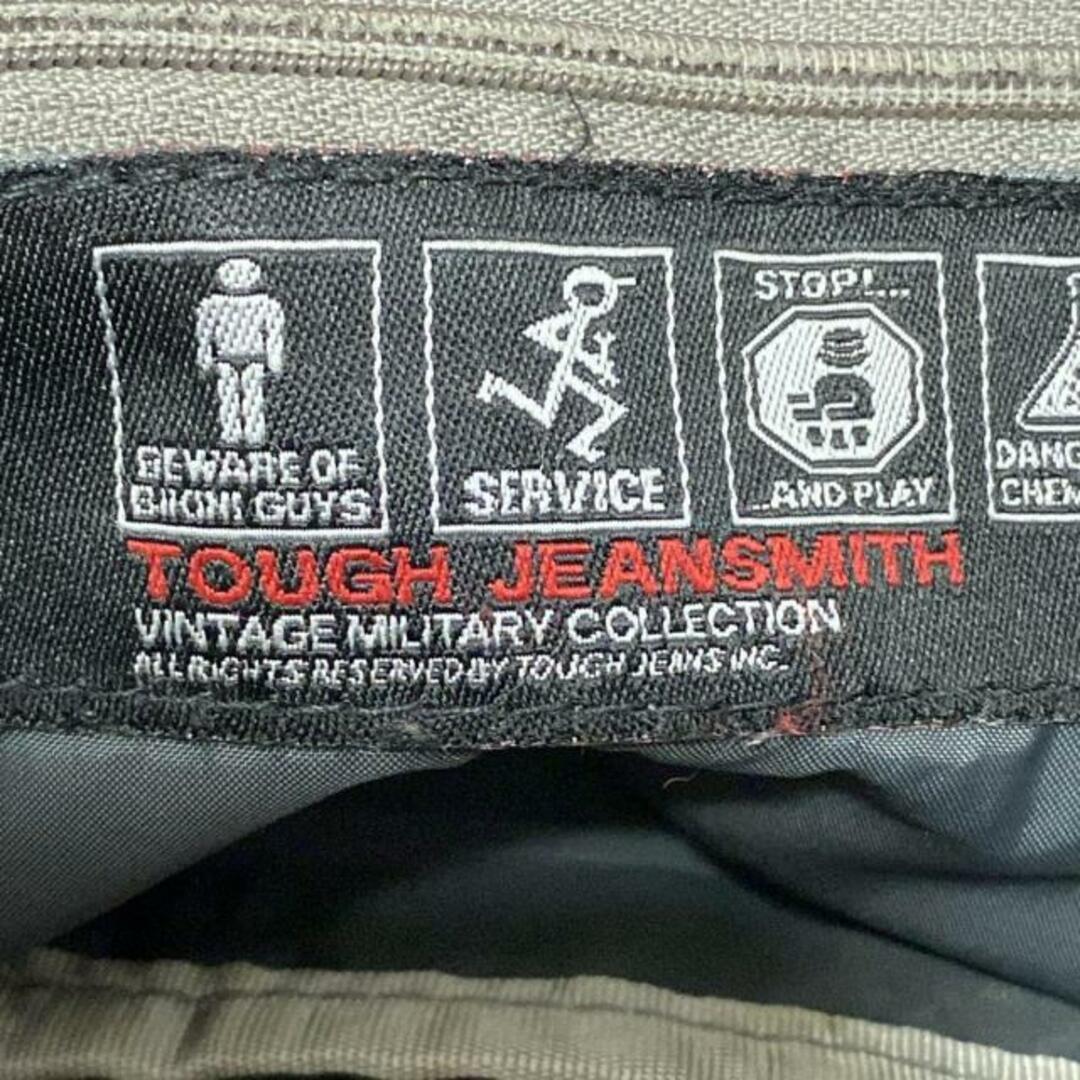 BEWARE OF
BIKINI GUYS
SERVICE
STOP!...
...AND PLAY
TOUGH JEANSMITH
VINTAGE MILITARY COLLECTION
ALL RIGHTS RESERVED BY TOUGH JEANS INC.